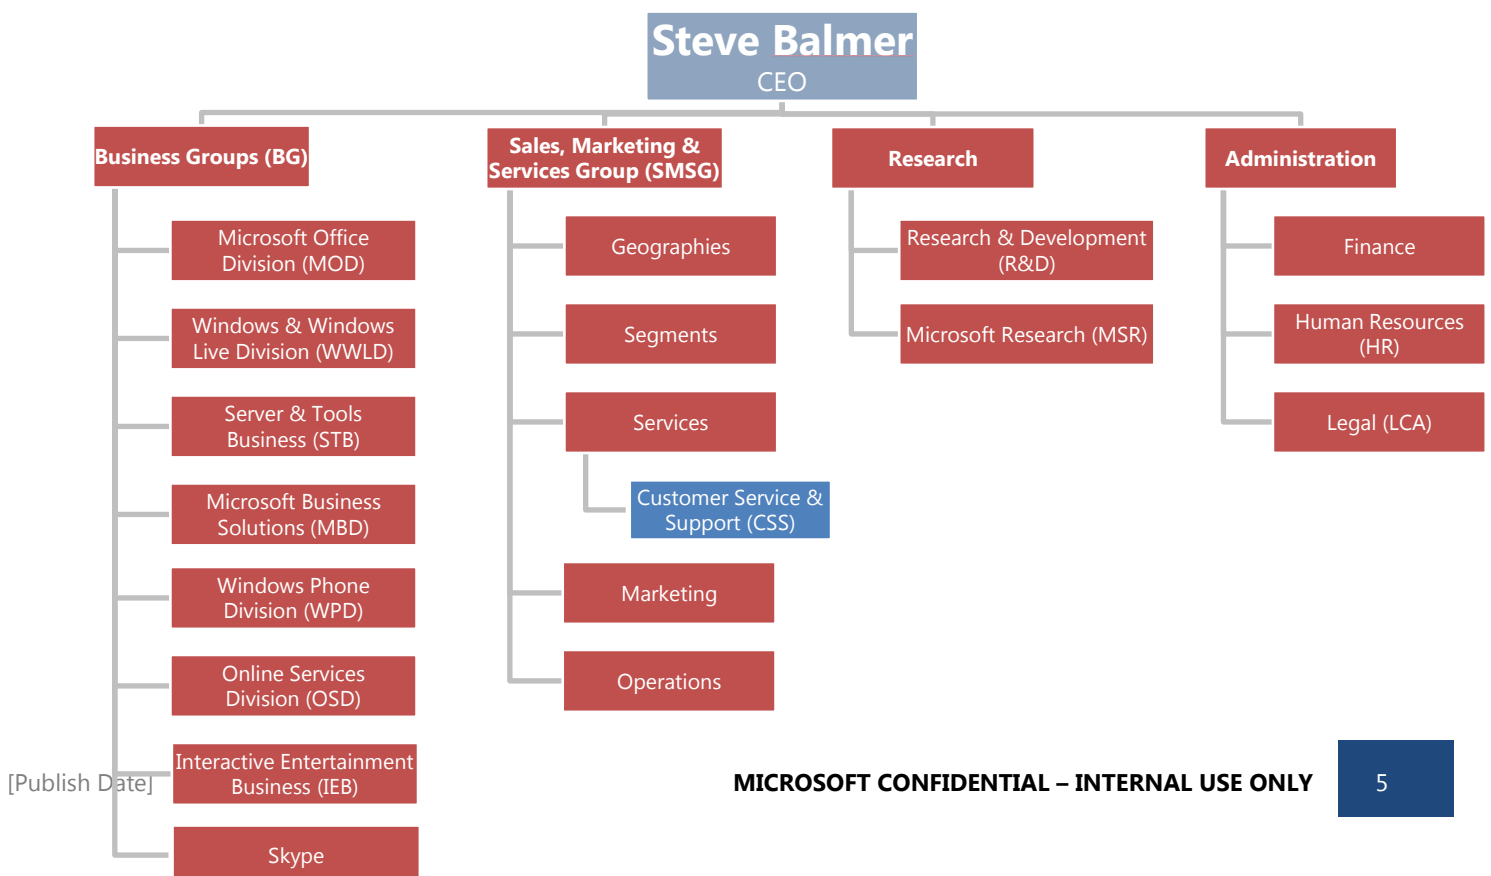 Steve Balmer
CEO
Business Groups (BG)
Microsoft Office
Division (MOD)
Windows & Windows
Live Division (WWLD)
Server & Tools
Business (STB)
Microsoft Business
Solutions (MBD)
Windows Phone
Division (WPD)
Online Services
Division (OSD)
Interactive Entertainment
Business (IEB)
Skype
Sales, Marketing &
Services Group (SMSG)
Geographies
Segments
Services
Customer Service &
Support (CSS)
Marketing
Operations
Research
Research & Development
(R&D)
Microsoft Research (MSR)
Administration
Finance
Human Resources
(HR)
Legal (LCA)
[Publish Date]
MICROSOFT CONFIDENTIAL – INTERNAL USE ONLY
5